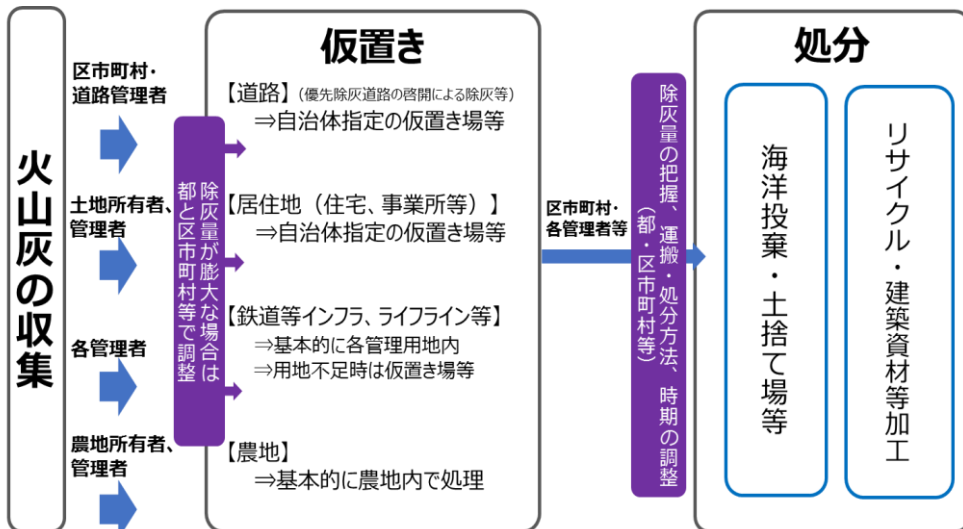 火山灰の収集
区市町村・
道路管理者
土地所有者、
管理者
各管理者
農地所有者、
管理者
除灰量が膨大な場合は
都と区市町村等で調整
仮置き
【道路】（優先除灰道路の啓開による除灰等）
⇒自治体指定の仮置き場等
【居住地（住宅、事業所等）】
⇒自治体指定の仮置き場等
【鉄道等インフラ、ライフライン等】
⇒基本的に各管理用地内
⇒用地不足時は仮置き場等
【農地】
⇒基本的に農地内で処理
区市町村・
各管理者等
除灰量の把握、運搬・処分方法、時期の調整
（都・区市町村等）
処分
海洋投棄・土捨て場等
リサイクル・建築資材等加工